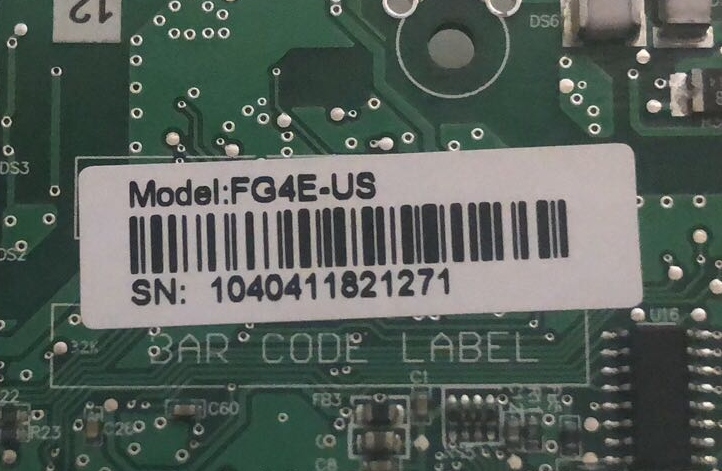 12
DS6
DS3
DS2
Model:FG4E-US
SN: 1040411821271
32K
BAR CODE LABEL
U16
C1
FB3
C60
R23
C8